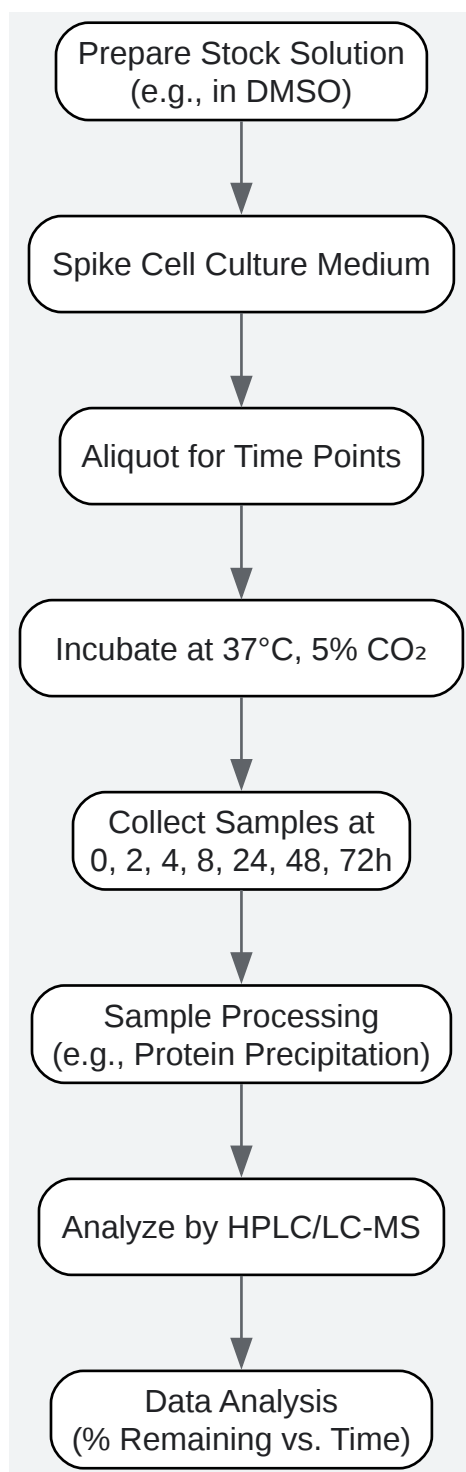 Prepare Stock Solution
(e.g., in DMSO)
Spike Cell Culture Medium
Aliquot for Time Points
Incubate at 37°C, 5% CO₂
Collect Samples at
0, 2, 4, 8, 24, 48, 72h
Sample Processing
(e.g., Protein Precipitation)
Analyze by HPLC/LC-MS
Data Analysis
(% Remaining vs. Time)